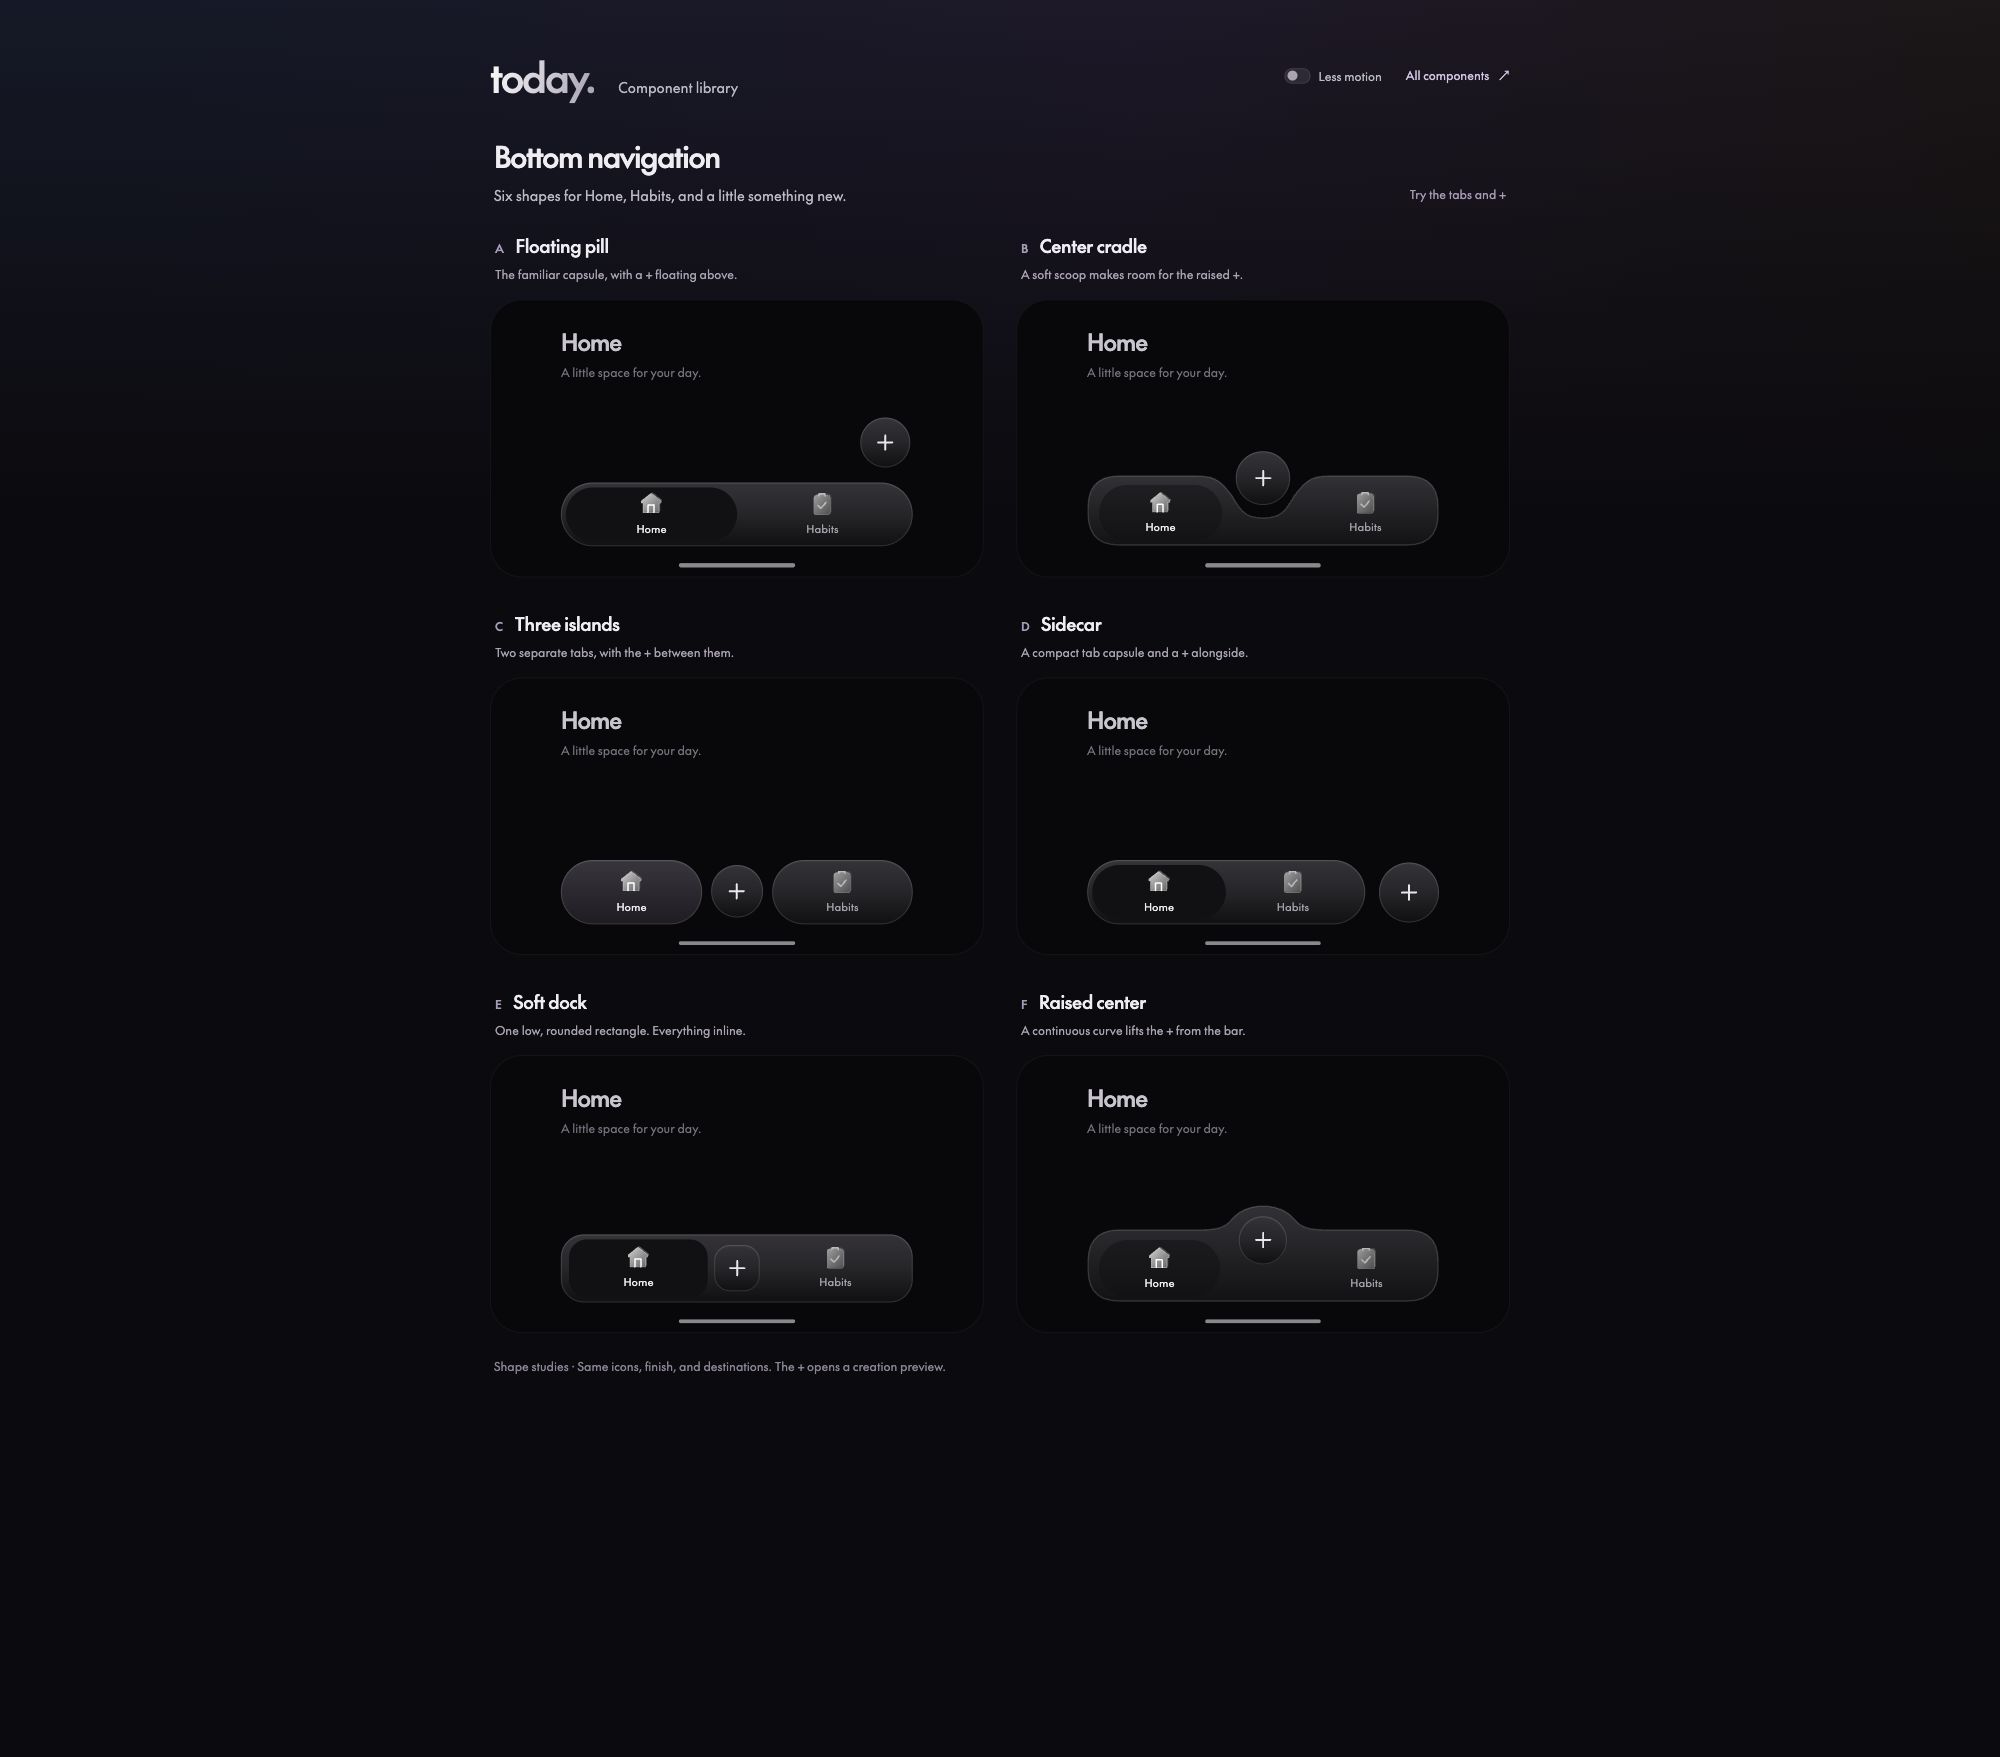 today. Component library
Less motion All components ↗
Bottom navigation
Six shapes for Home, Habits, and a little something new.
Try the tabs and +
A Floating pill
The familiar capsule, with a + floating above.
Home
A little space for your day.
+
Home Habits
B Center cradle
A soft scoop makes room for the raised +.
Home
A little space for your day.
+
Home Habits
C Three islands
Two separate tabs, with the + between them.
Home
A little space for your day.
Home + Habits
D Sidecar
A compact tab capsule and a + alongside.
Home
A little space for your day.
Home Habits +
E Soft dock
One low, rounded rectangle. Everything inline.
Home
A little space for your day.
Home + Habits
F Raised center
A continuous curve lifts the + from the bar.
Home
A little space for your day.
+
Home Habits
Shape studies · Same icons, finish, and destinations. The + opens a creation preview.